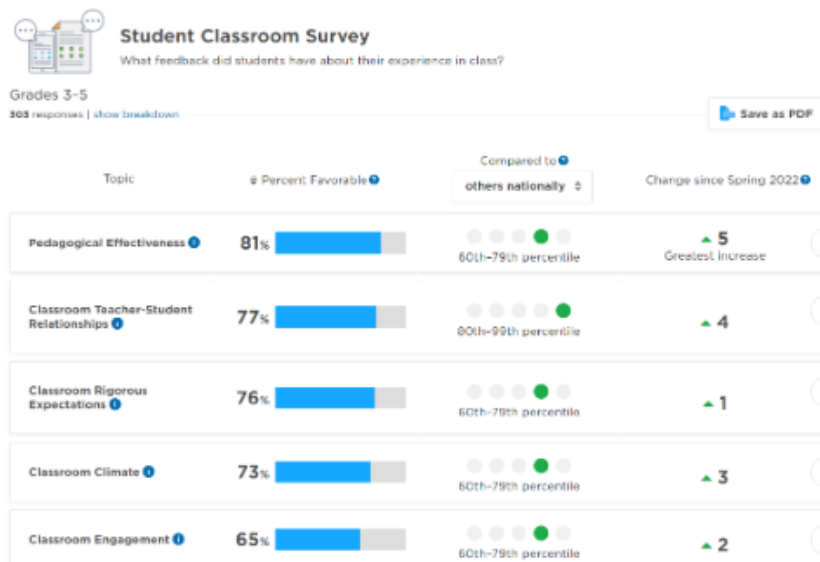 Student Classroom Survey
What feedback did students have about their experience in class?
Grades 3-5
303 responses | show breakdown
Save as PDF
Topic
Percent Favorable
Compared to
others nationally
Change since Spring 2022
Pedagogical Effectiveness
81%
60th-79th percentile
5
Greatest increase
Classroom Teacher-Student
Relationships
77%
80th-99th percentile
4
Classroom Rigorous
Expectations
76%
60th-79th percentile
1
Classroom Climate
73%
60th-79th percentile
3
Classroom Engagement
65%
60th-79th percentile
2